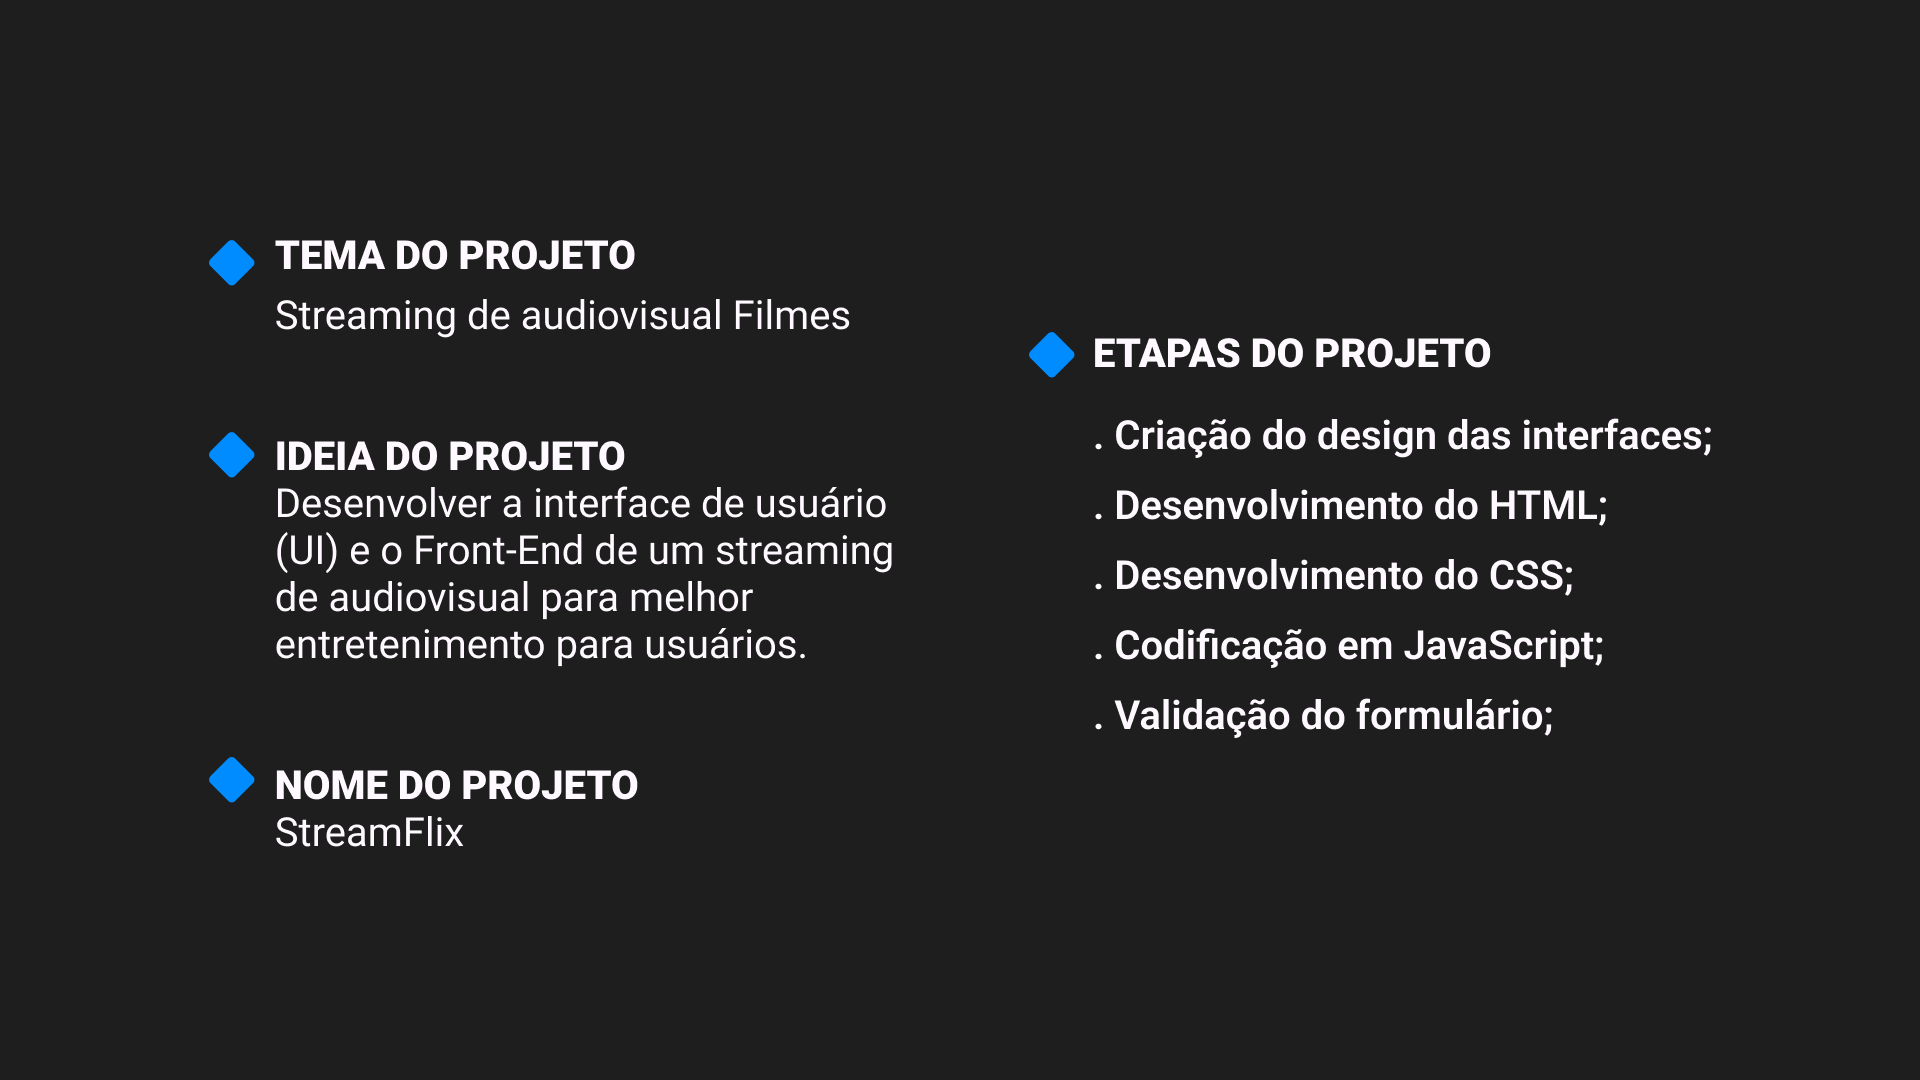 TEMA DO PROJETO
Streaming de audiovisual Filmes
IDEIA DO PROJETO
Desenvolver a interface de usuário
(UI) e o Front-End de um streaming
de audiovisual para melhor
entretenimento para usuários.
NOME DO PROJETO
StreamFlix
ETAPAS DO PROJETO
. Criação do design das interfaces;
. Desenvolvimento do HTML;
. Desenvolvimento do CSS;
. Codificação em JavaScript;
. Validação do formulário;